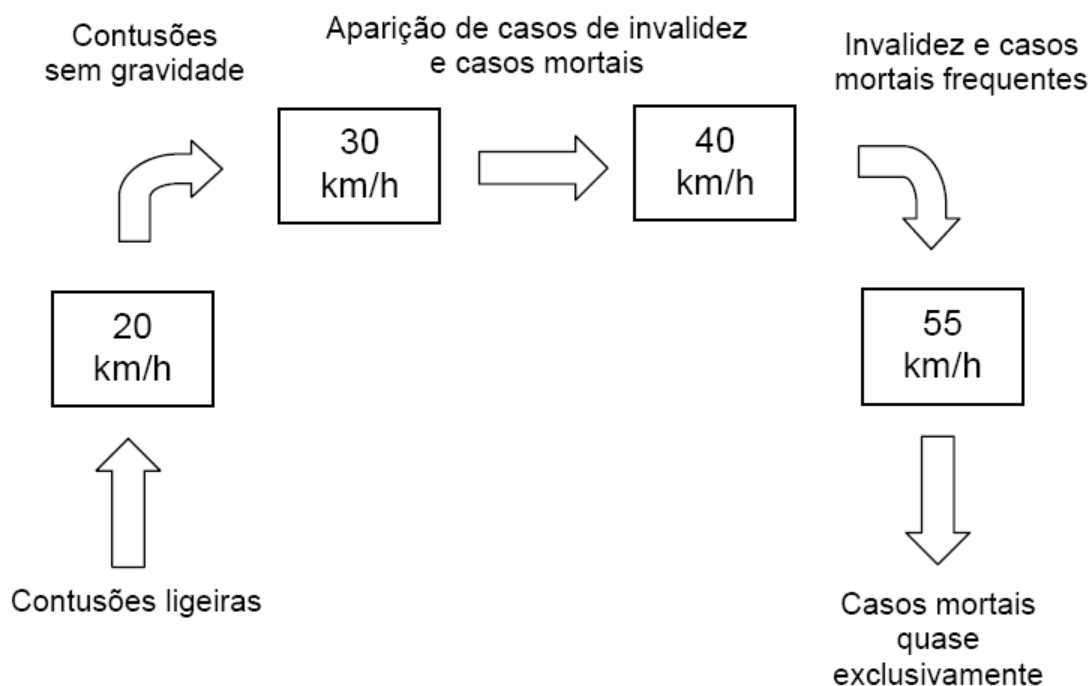 Contusões
sem gravidade
Aparição de casos de invalidez
e casos mortais
Invalidez e casos
mortais frequentes
30
km/h
40
km/h
20
km/h
55
km/h
Contusões ligeiras
Casos mortais
quase
exclusivamente